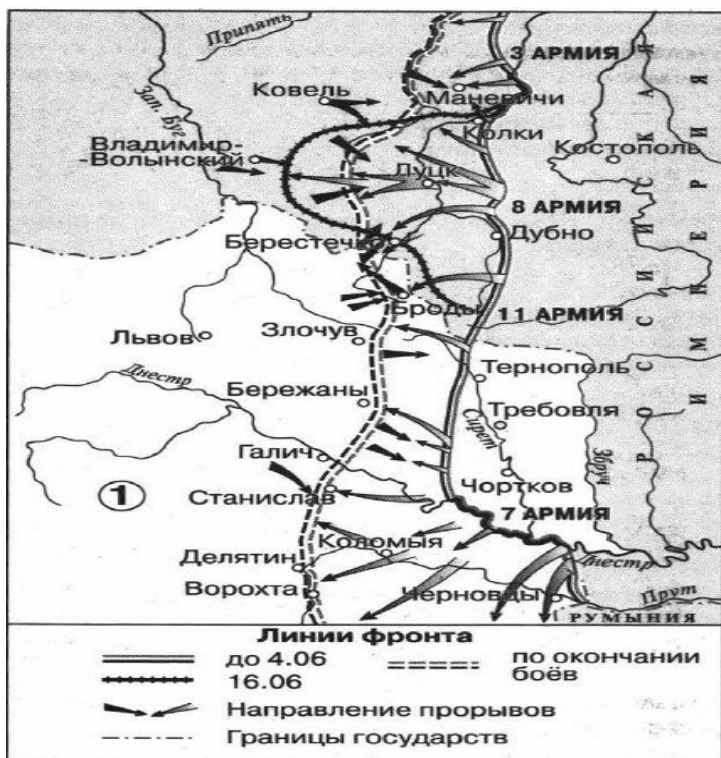 Припять
3 АРМИЯ
Зап. Буг
Ковель
Маневичи
Колки
Владимир-
-Волынский
Костополь
Луцк
8 АРМИЯ
Дубно
Берестечко
РОССИЙСКАЯ
ИМПЕРИЯ
Броды
11 АРМИЯ
Львов
Злочув
Днестр
Тернополь
Бережаны
Требовля
Сирет
Збруч
Галич
1
Станислав
Чортков
7 АРМИЯ
Коломыя
Делятин
Днестр
Ворохта
Черновцы
Прут
РУМЫНИЯ
Линии фронта
до 4.06
по окончании
боёв
16.06
Направление прорывов
Границы государств